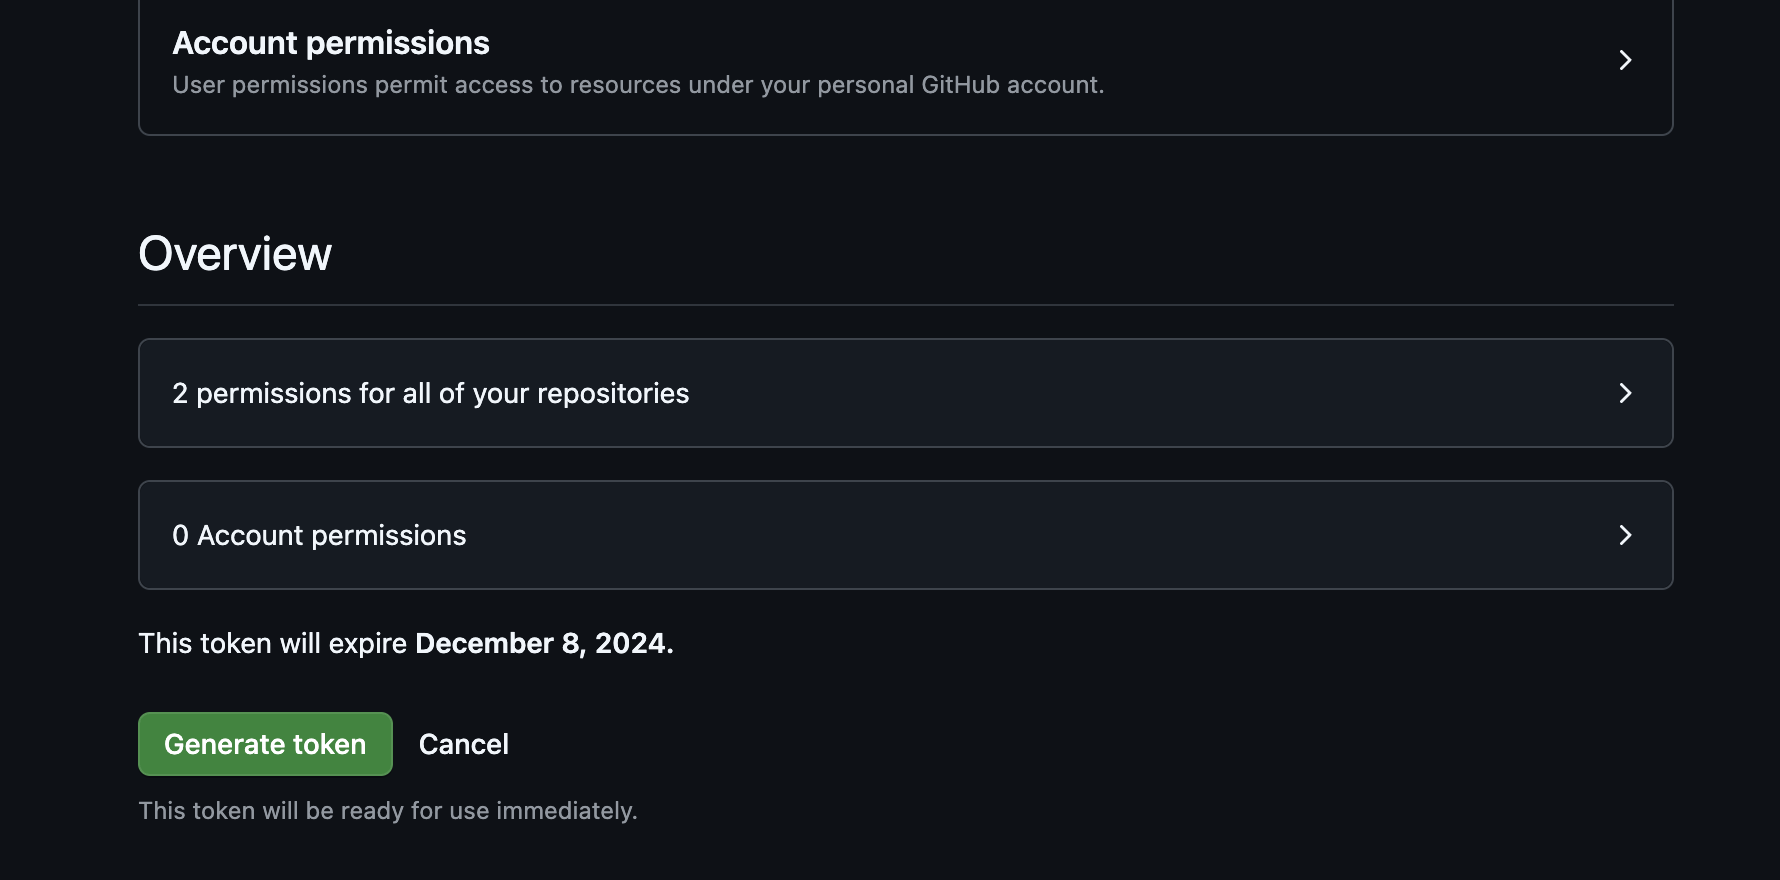 Account permissions
User permissions permit access to resources under your personal GitHub account.
Overview
2 permissions for all of your repositories
0 Account permissions
This token will expire December 8, 2024.
Generate token Cancel
This token will be ready for use immediately.